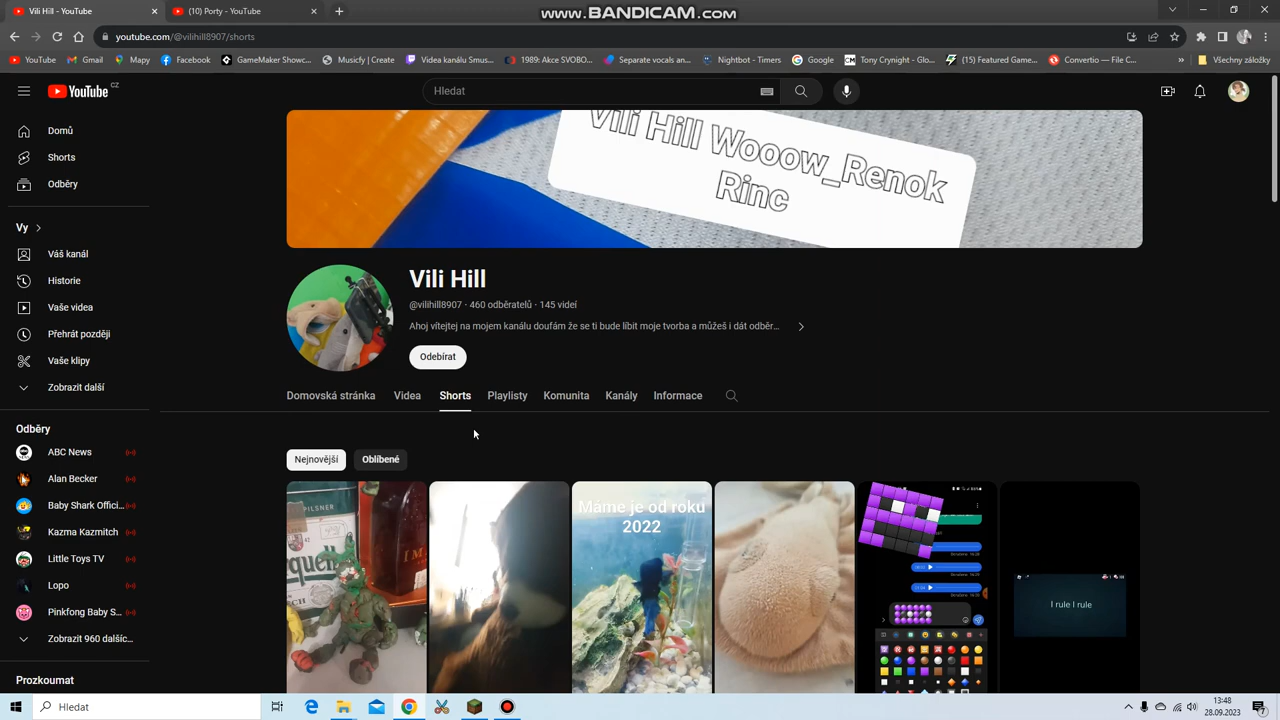 www.BANDICAM.com
Vili Hill - YouTube
(10) Porty - YouTube
youtube.com/@vilihill8907/shorts
YouTube
Gmail
Mapy
Facebook
GameMaker Showc...
Musicify | Create
Videa kanálu Smus...
1989: Akce SVOBO...
Separate vocals an...
Nightbot - Timers
Google
Tony Crynight - Glo...
(15) Featured Game...
Convertio — File C...
»
Všechny záložky
YouTube CZ
Hledat
Vili Hill Wooow_Renok
Rinc
Domů
Shorts
Odběry
Vy
Váš kanál
Historie
Vaše videa
Přehrát později
Vaše klipy
Zobrazit další
Odběry
ABC News
Alan Becker
Baby Shark Offici...
Kazma Kazmitch
Little Toys TV
Lopo
Pinkfong Baby S...
Zobrazit 960 dalšíc...
Prozkoumat
Vili Hill
@vilihill8907 · 460 odběratelů · 145 videí
Ahoj vítejtej na mojem kanálu doufám že se ti bude líbit moje tvorba a můžeš i dát odběr...
Odebírat
Domovská stránka
Videa
Shorts
Playlisty
Komunita
Kanály
Informace
Nejnovější
Oblíbené
PILSNER
Máme je od roku
2022
I rule I rule
Hledat
13:48
28.09.2023